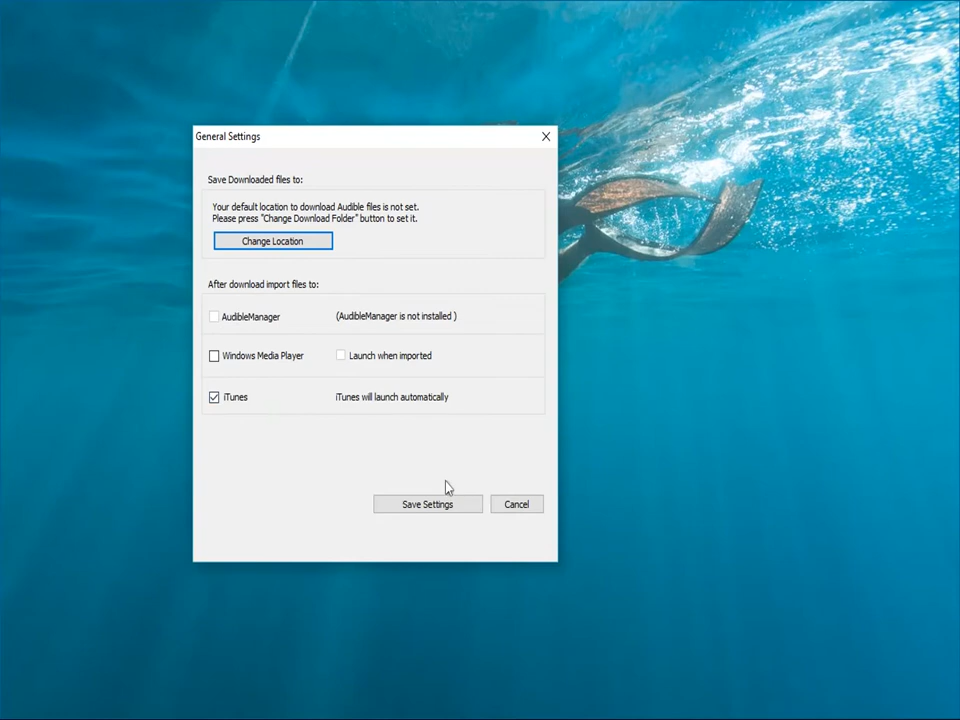 General Settings
Save Downloaded files to:
Your default location to download Audible files is not set.
Please press "Change Download Folder" button to set it.
Change Location
After download import files to:
AudibleManager (AudibleManager is not installed )
Windows Media Player Launch when imported
iTunes iTunes will launch automatically
Save Settings Cancel